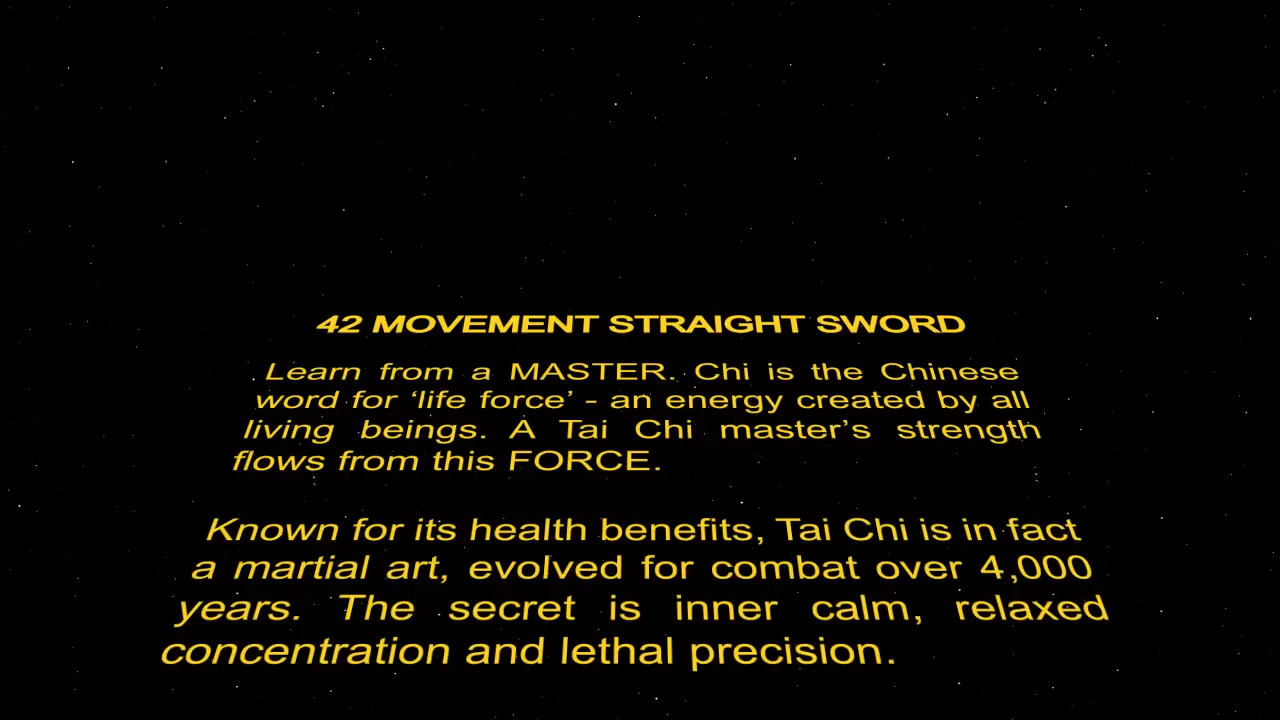 42 MOVEMENT STRAIGHT SWORD
Learn from a MASTER. Chi is the Chinese
word for ‘life force’ - an energy created by all
living beings. A Tai Chi master’s strength
flows from this FORCE.
Known for its health benefits, Tai Chi is in fact
a martial art, evolved for combat over 4,000
years. The secret is inner calm, relaxed
concentration and lethal precision.